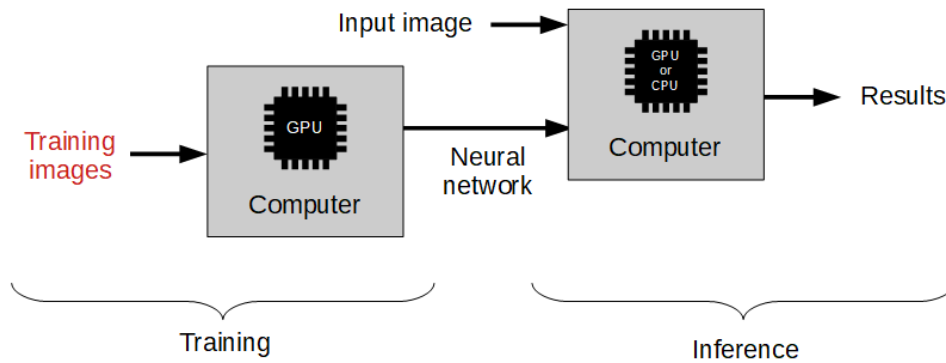 Input image
GPU
or
CPU
Computer
Results
Training
images
GPU
Computer
Neural
network
Training
Inference